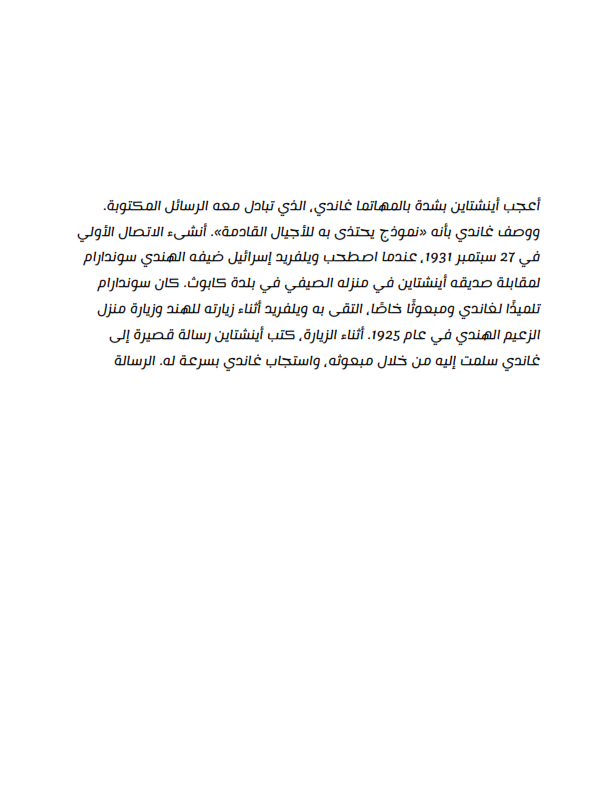 أعجب أينشتاين بشدة بالمهاتما غاندي، الذي تبادل معه الرسائل المكتوبة.
ووصف غاندي بأنه «نموذج يحتذى به للأجيال القادمة». أنشىء الاتصال الأولي
في 27 سبتمبر 1931، عندما اصطحب ويلفريد إسرائيل ضيفه الهندي سوندارام
لمقابلة صديقه أينشتاين في منزله الصيفي في بلدة كابوث. كان سوندارام
تلميذًا لغاندي ومبعوثًا خاصًا، التقى به ويلفريد أثناء زيارته للهند وزيارة منزل
الزعيم الهندي في عام 1925. أثناء الزيارة، كتب أينشتاين رسالة قصيرة إلى
غاندي سلمت إليه من خلال مبعوثه، واستجاب غاندي بسرعة له. الرسالة